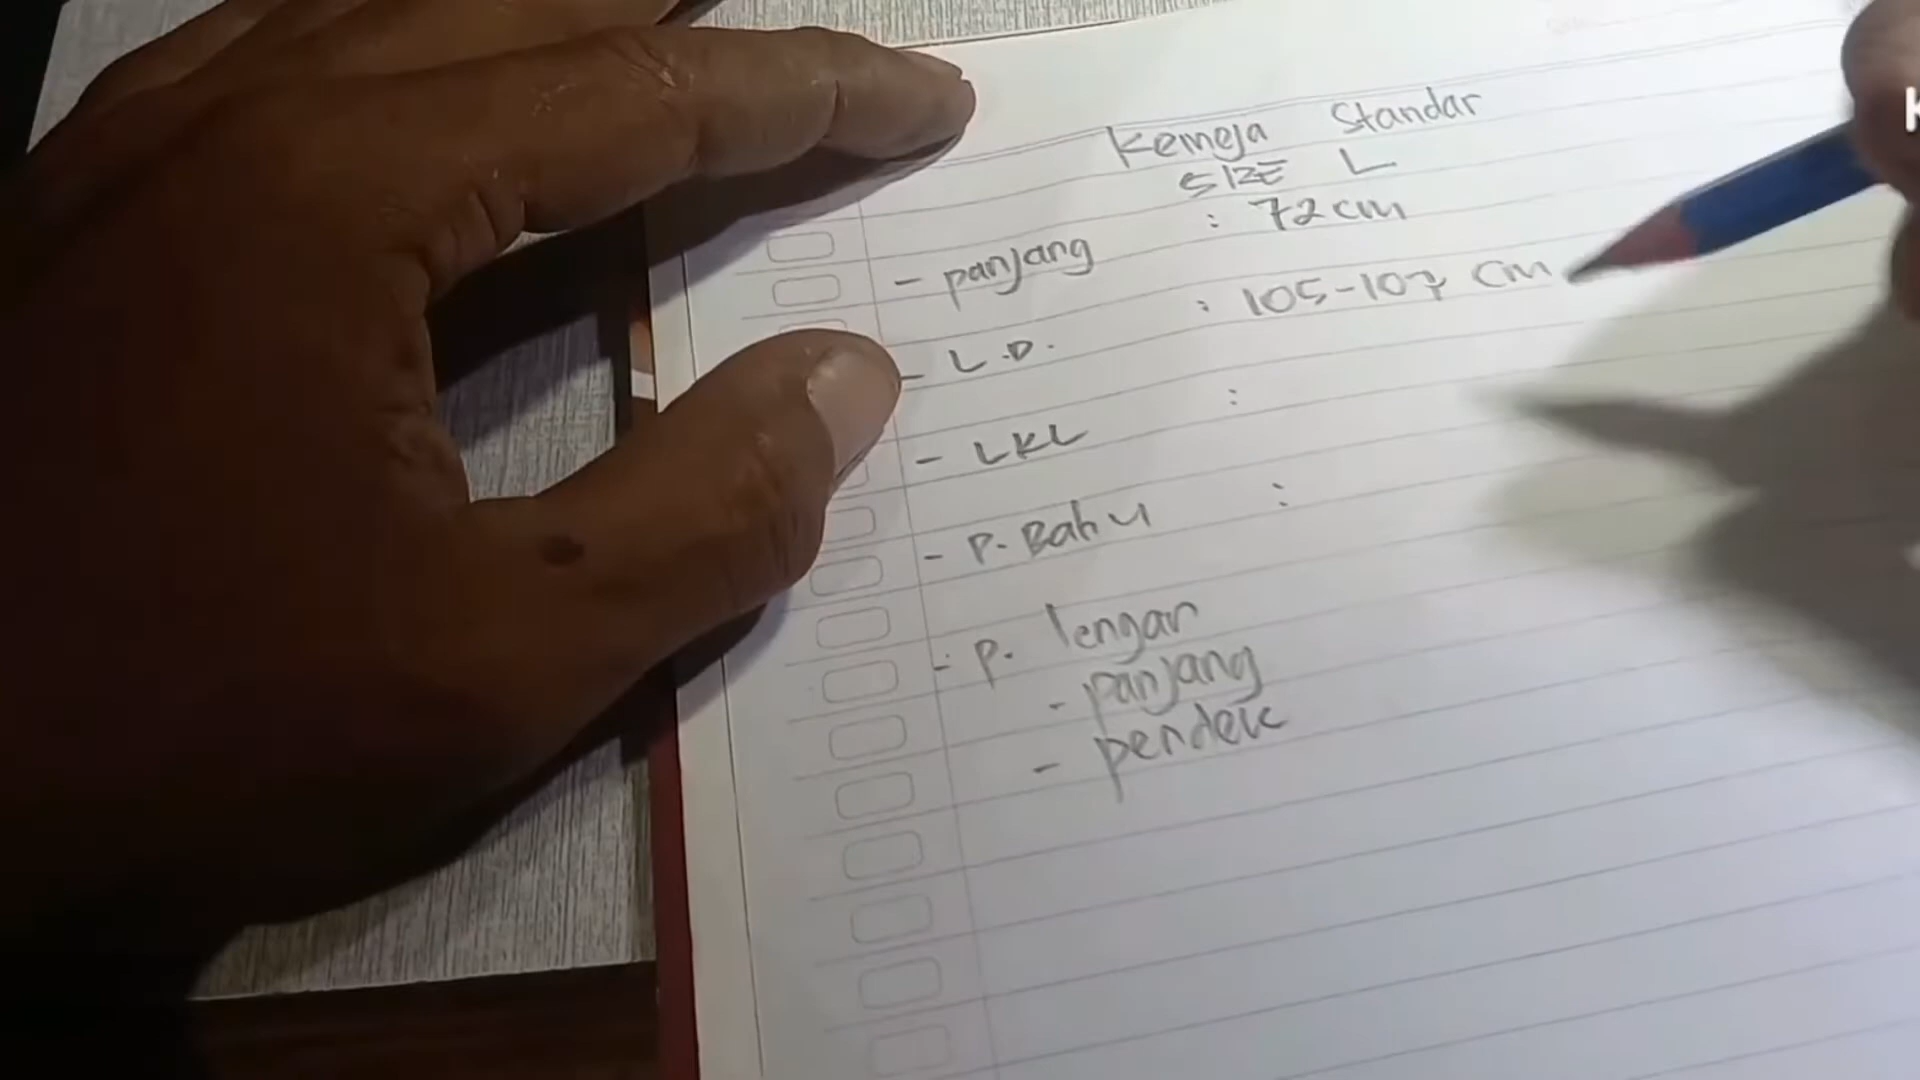 Kemeja Standar
SIZE L
- panjang : 72 cm
- L.D. : 105-107 cm
- LKL :
- P. Bahu :
- P. lengan
- panjang
- pendek
K